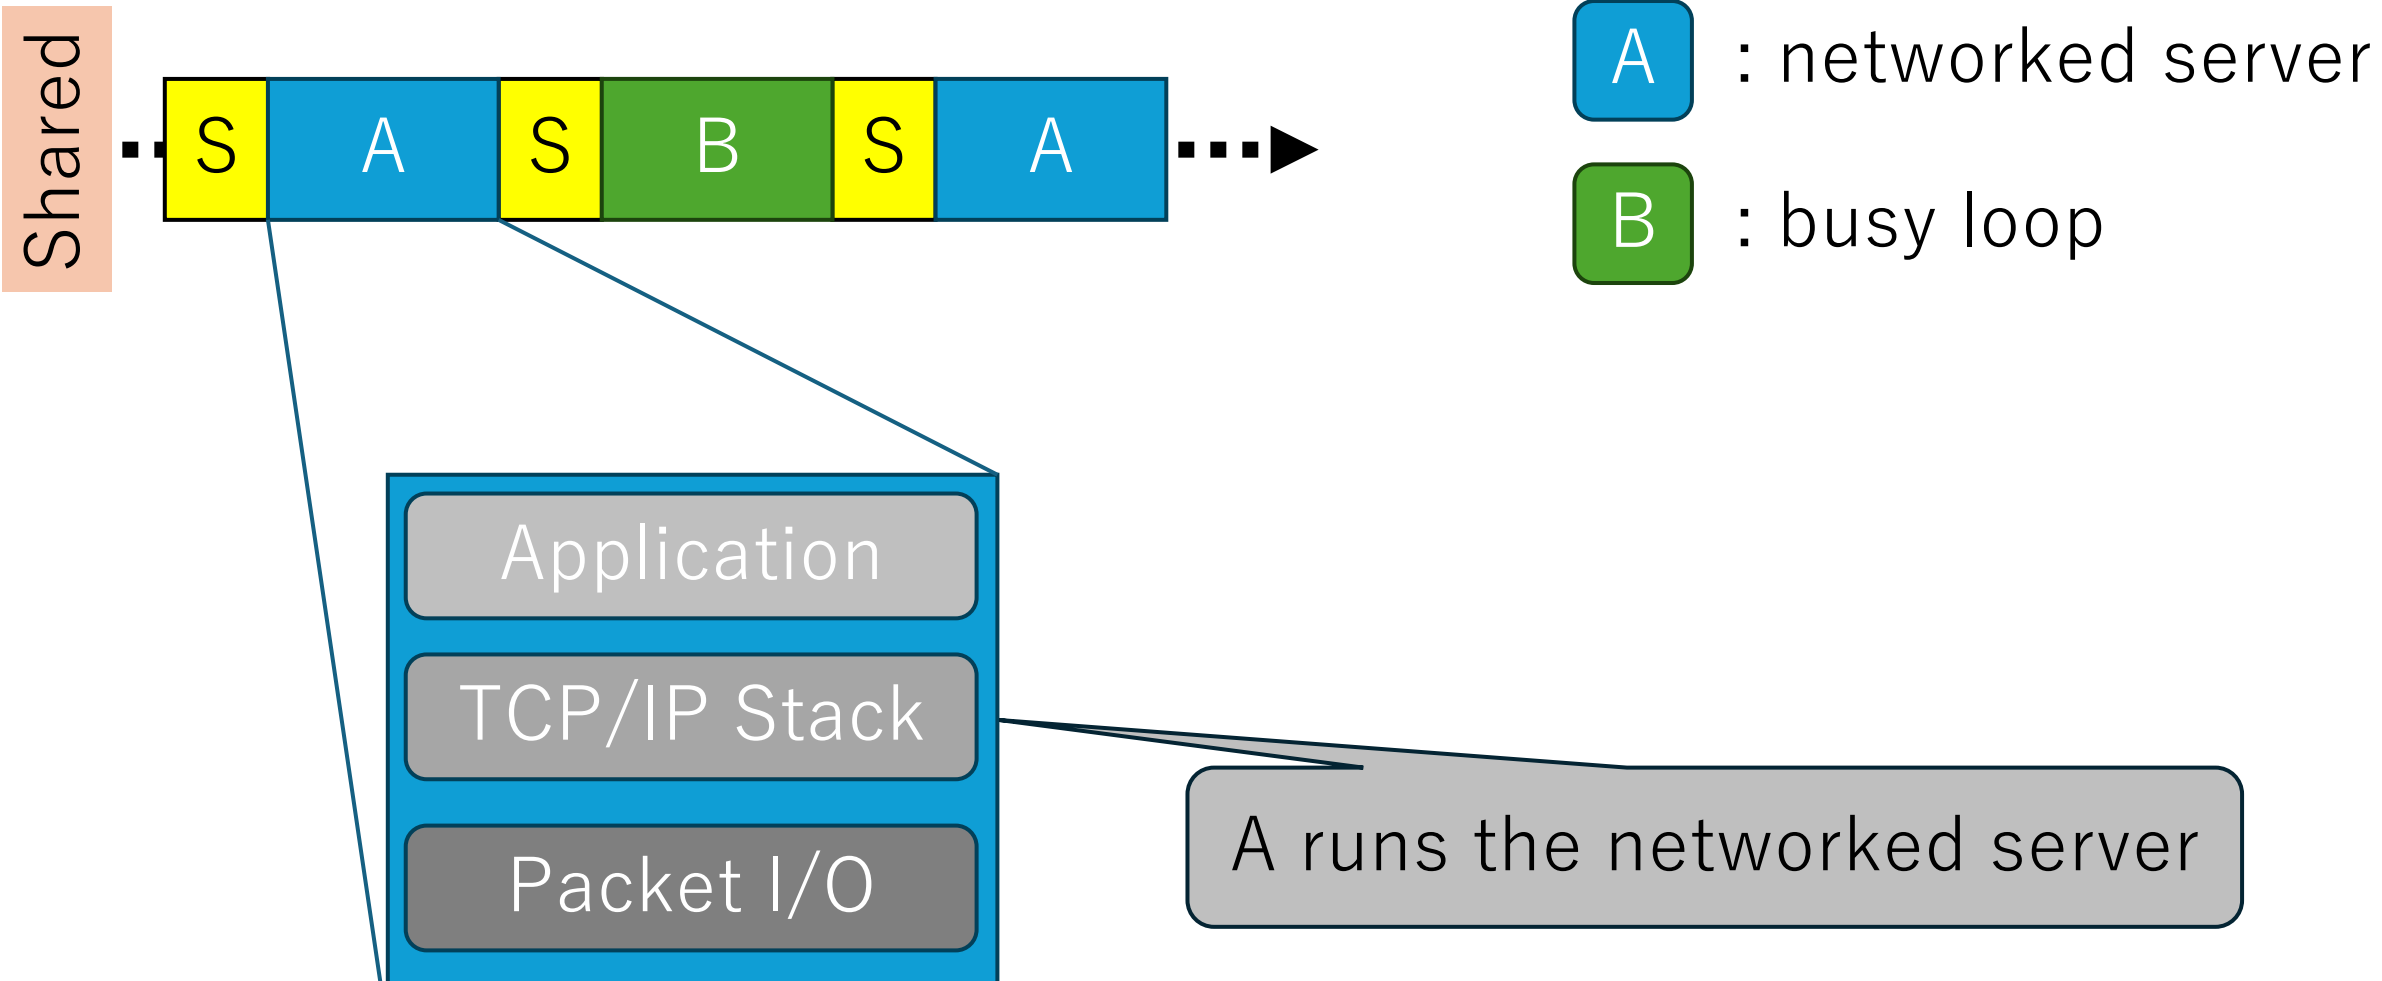 Shared
S A S B S A
A : networked server
B : busy loop
Application
TCP/IP Stack
Packet I/O
A runs the networked server